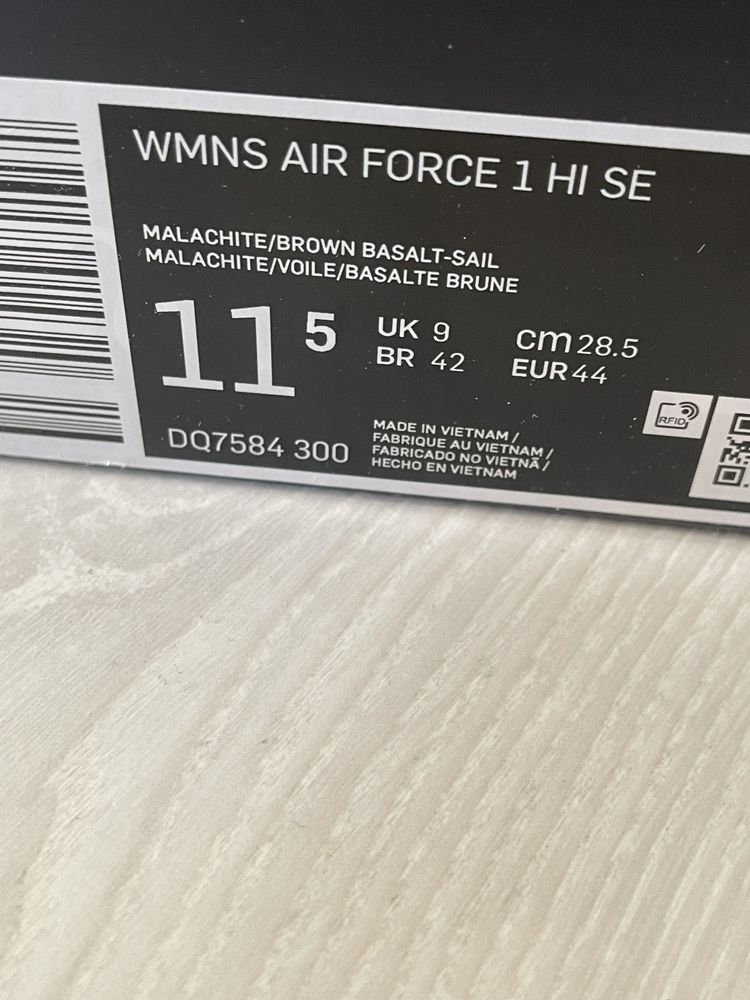 WMNS AIR FORCE 1 HI SE
MALACHITE/BROWN BASALT-SAIL
MALACHITE/VOILE/BASALTE BRUNE
11 5
UK 9
BR 42
cm 28.5
EUR 44
RFID
DQ7584 300
MADE IN VIETNAM /
FABRIQUE AU VIETNAM /
FABRICADO NO VIETNÃ /
HECHO EN VIETNAM